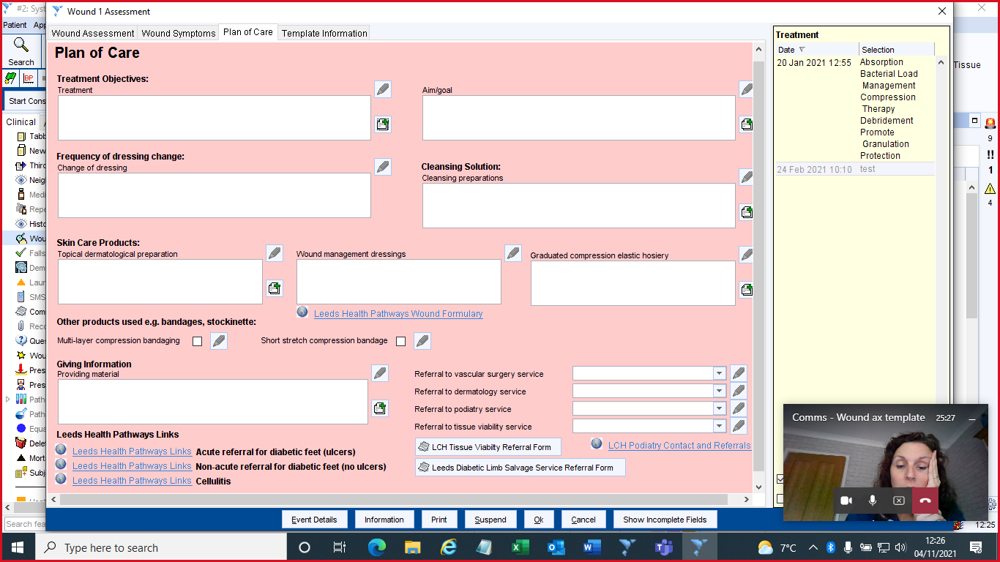 #2: Syst
Wound 1 Assessment
Patient
App
Search
BP
Start Cons
Clinical
Tabb
New
Thir
Neigh
Medi
Repe
Histo
Wou
Falls
Dem
Laun
SMS
Com
Reco
Ques
Wou
Pres
Pres
Patho
Path
Equa
Delet
Mort
Subj
Search fea
Wound Assessment
Wound Symptoms
Plan of Care
Template Information
Plan of Care
Treatment Objectives:
Treatment
Aim/goal
Frequency of dressing change:
Change of dressing
Cleansing Solution:
Cleansing preparations
Skin Care Products:
Topical dermatological preparation
Wound management dressings
Graduated compression elastic hosiery
Leeds Health Pathways Wound Formulary
Other products used e.g. bandages, stockinette:
Multi-layer compression bandaging
Short stretch compression bandage
Giving Information
Providing material
Referral to vascular surgery service
Referral to dermatology service
Referral to podiatry service
Referral to tissue viability service
Leeds Health Pathways Links
Leeds Health Pathways Links Acute referral for diabetic feet (ulcers)
Leeds Health Pathways Links Non-acute referral for diabetic feet (no ulcers)
Leeds Health Pathways Links Cellulitis
LCH Tissue Viabilty Referral Form
LCH Podiatry Contact and Referrals
Leeds Diabetic Limb Salvage Service Referral Form
Event Details
Information
Print
Suspend
Ok
Cancel
Show Incomplete Fields
Treatment
Date
Selection
20 Jan 2021 12:55
Absorption
Bacterial Load
Management
Compression
Therapy
Debridement
Promote
Granulation
Protection
24 Feb 2021 10:10
test
Tissue
9
!!
1
4
Comms - Wound ax template
25:27
12:25
Type here to search
7°C
12:26
04/11/2021